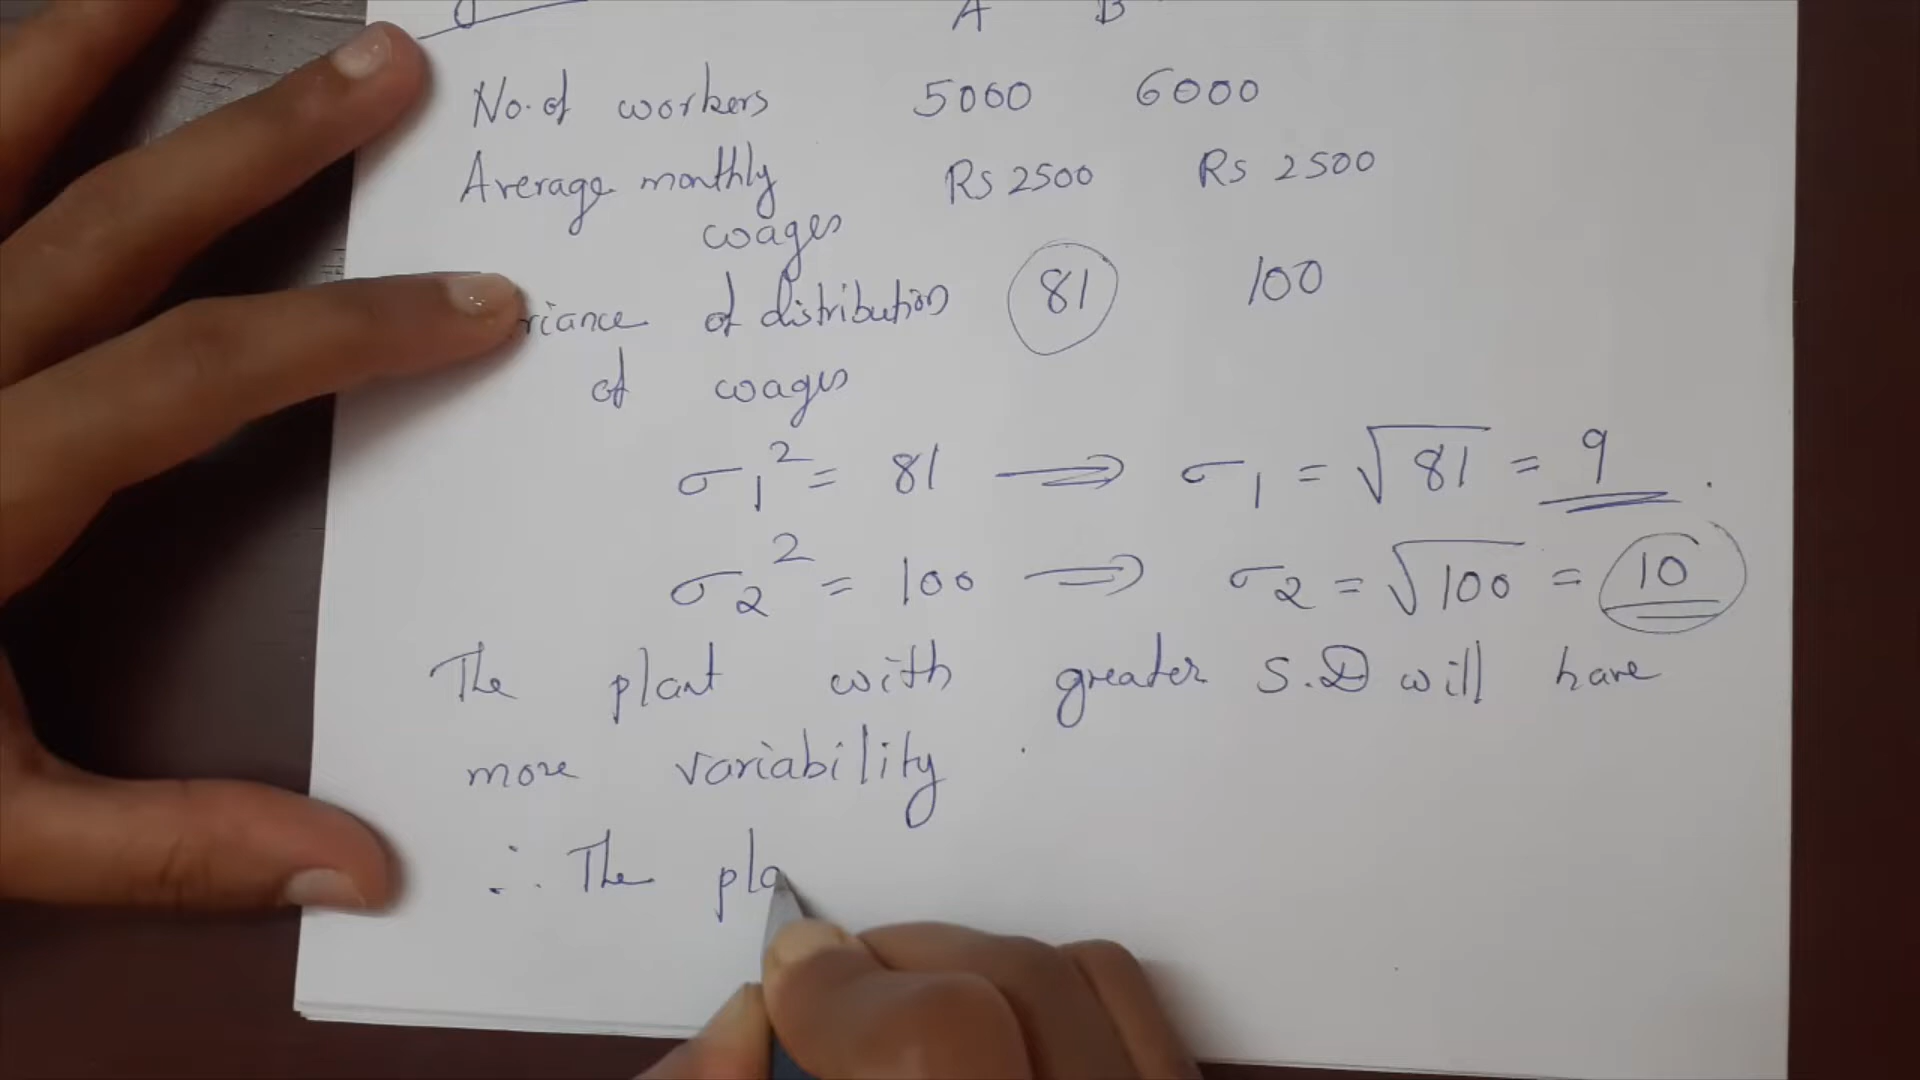 A B
No. of workers 5000 6000
Average monthly Rs 2500 Rs 2500
wages
riance of distribution 81 100
of wages
σ₁² = 81 ⟹ σ₁ = √81 = 9
σ₂² = 100 ⟹ σ₂ = √100 = 10
The plant with greater S.D will have
more variability
∴ The pla